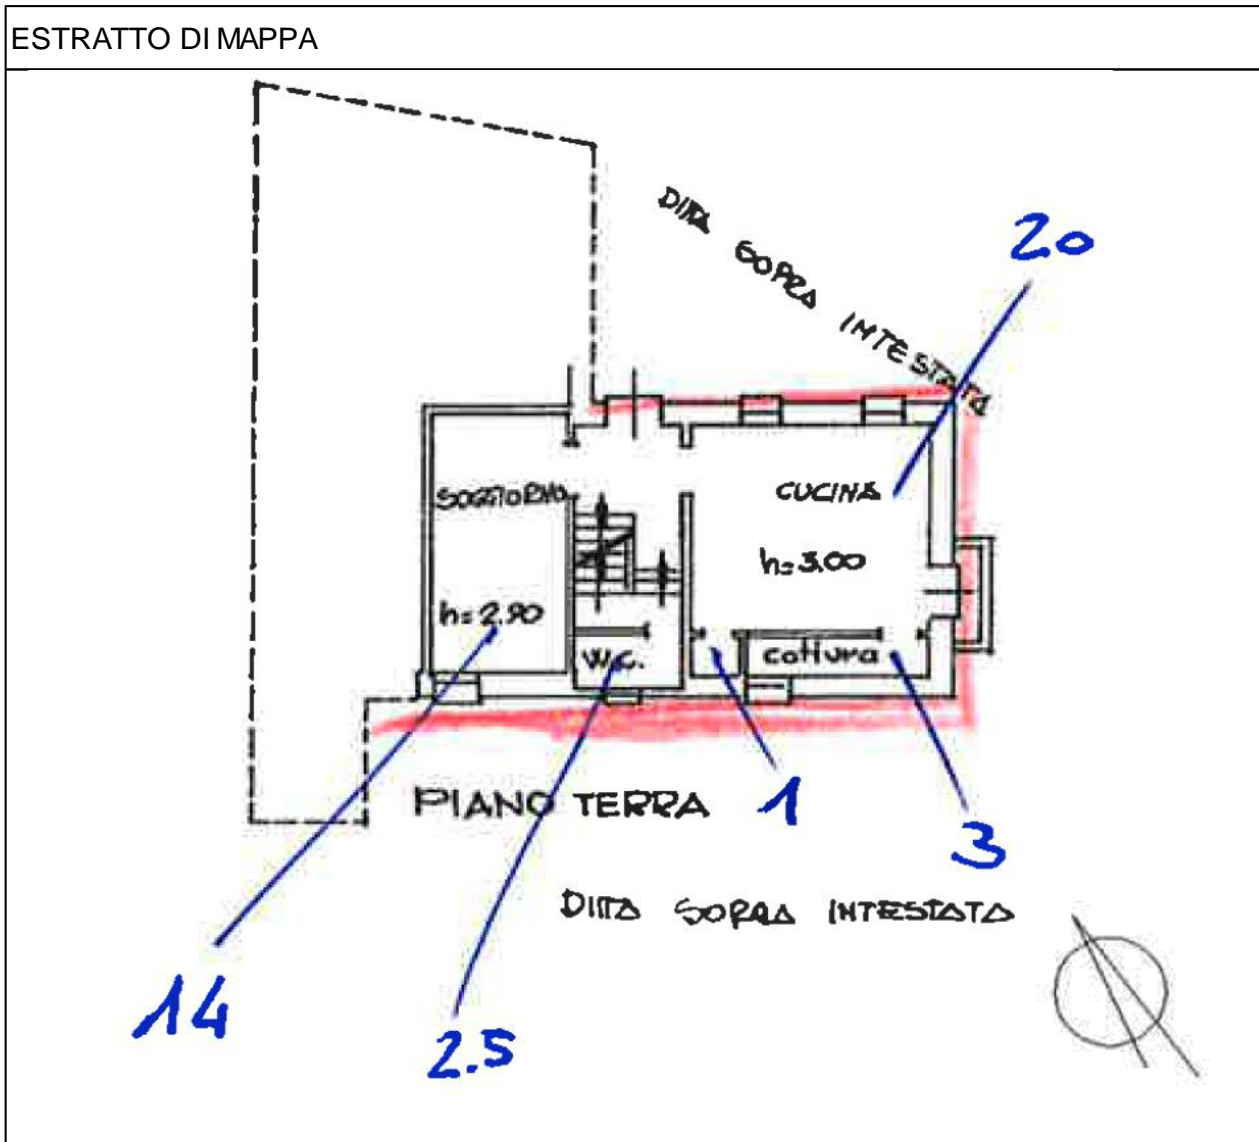 ESTRATTO DI MAPPA
DITTA SOPRA INTESTATA
20
SOGGIORNO
CUCINA
h=3.00
h=2.90
W.C.
cottura
PIANO TERRA
1
3
DITTA SOPRA INTESTATA
14
2.5